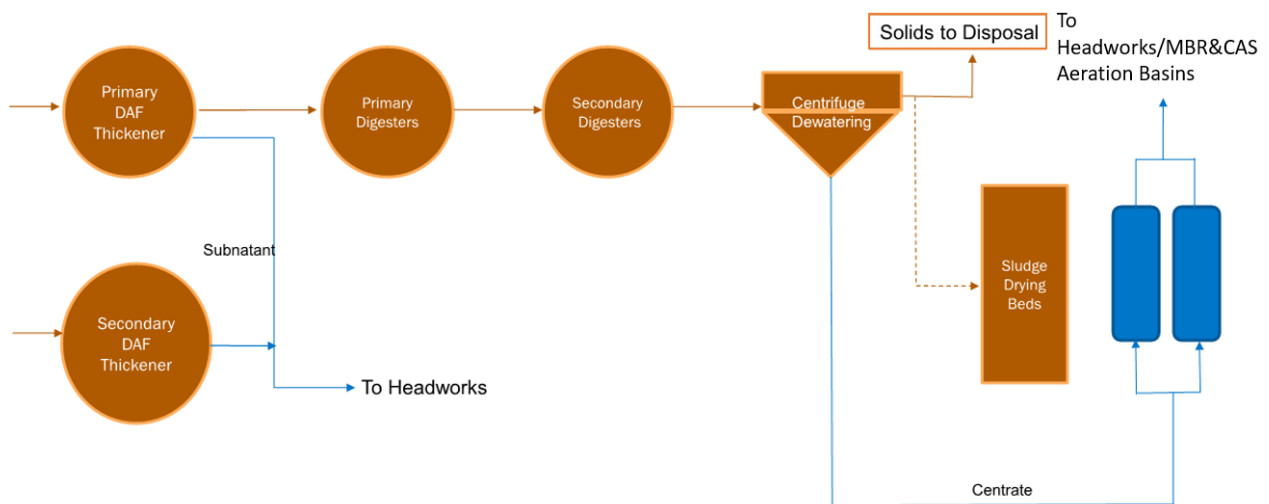 Solids to Disposal
To
Headworks/MBR&CAS
Aeration Basins
Primary
DAF
Thickener
Primary
Digesters
Secondary
Digesters
Centrifuge
Dewatering
Subnatant
Sludge
Drying
Beds
Secondary
DAF
Thickener
To Headworks
Centrate